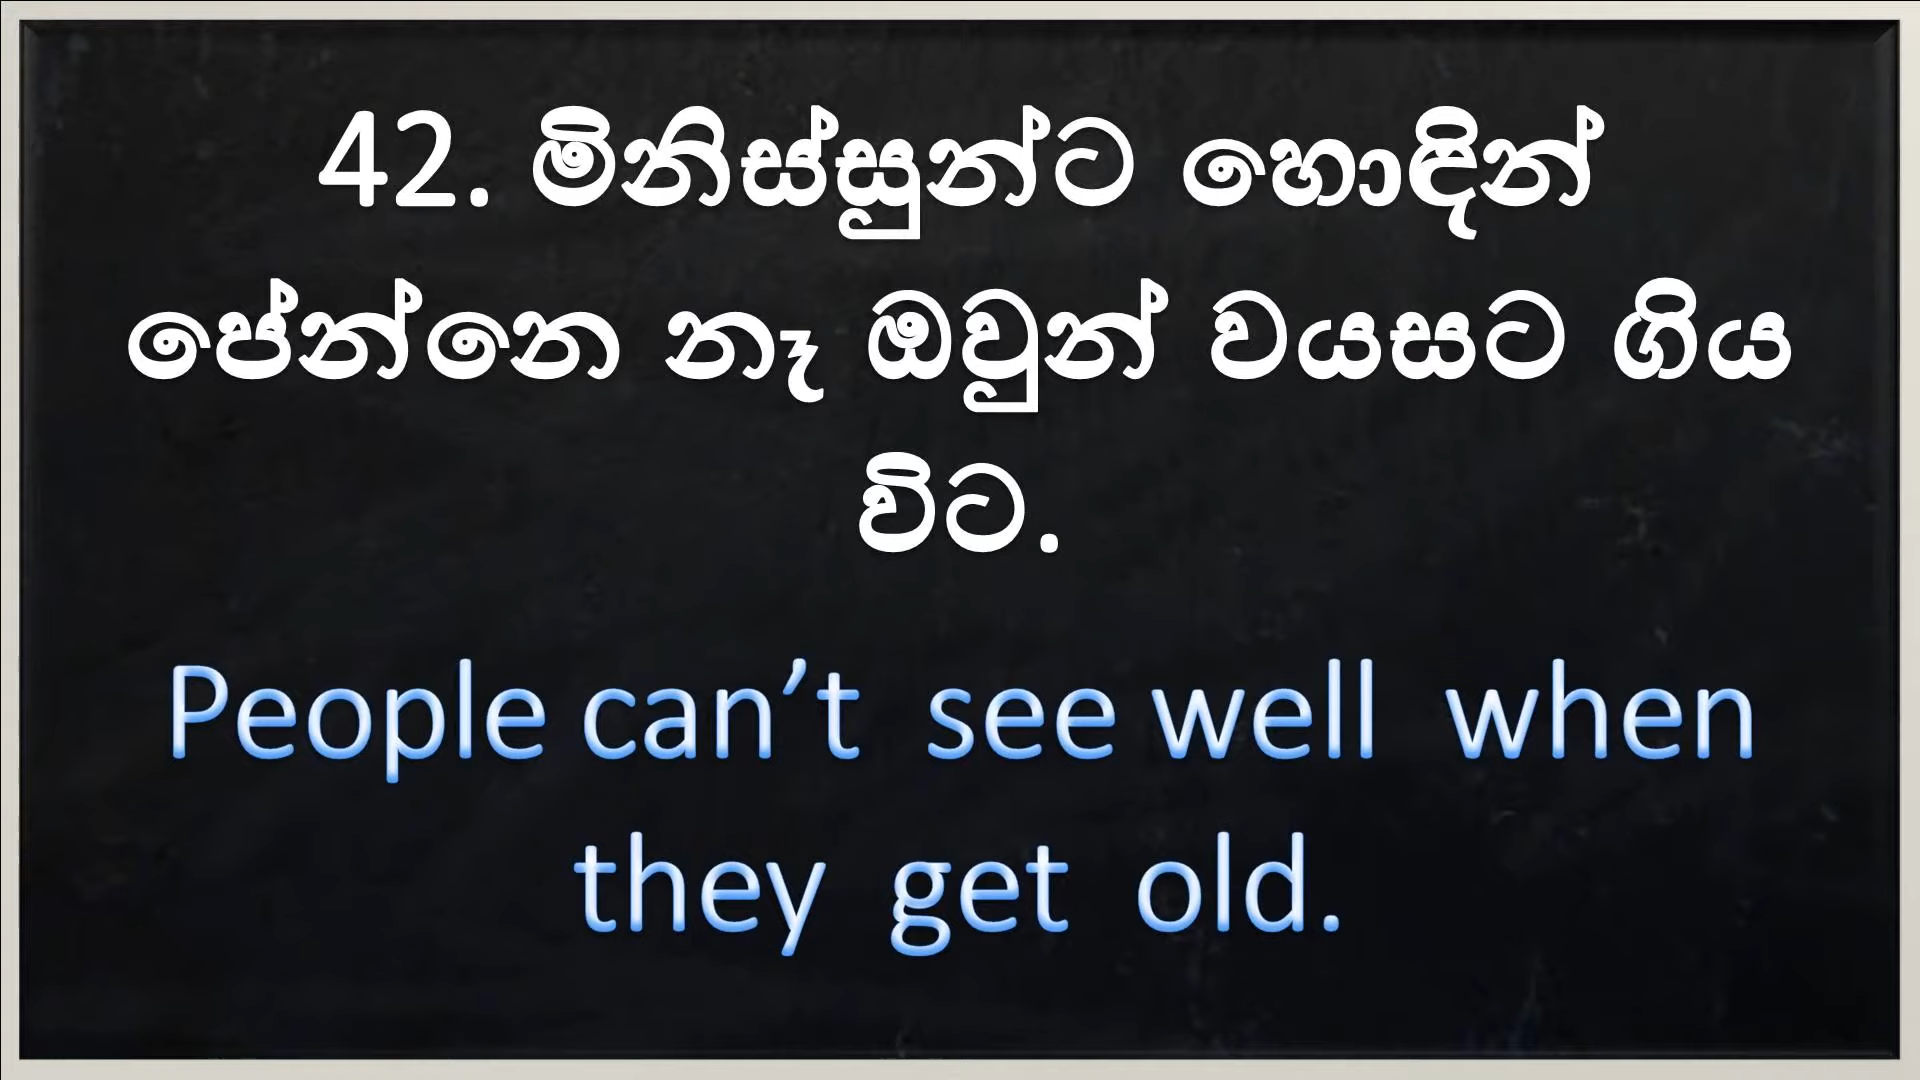 42. මිනිස්සුන්ට හොඳින්
පේන්නෙ නෑ ඔවුන් වයසට ගිය
විට.
People can’t see well when
they get old.